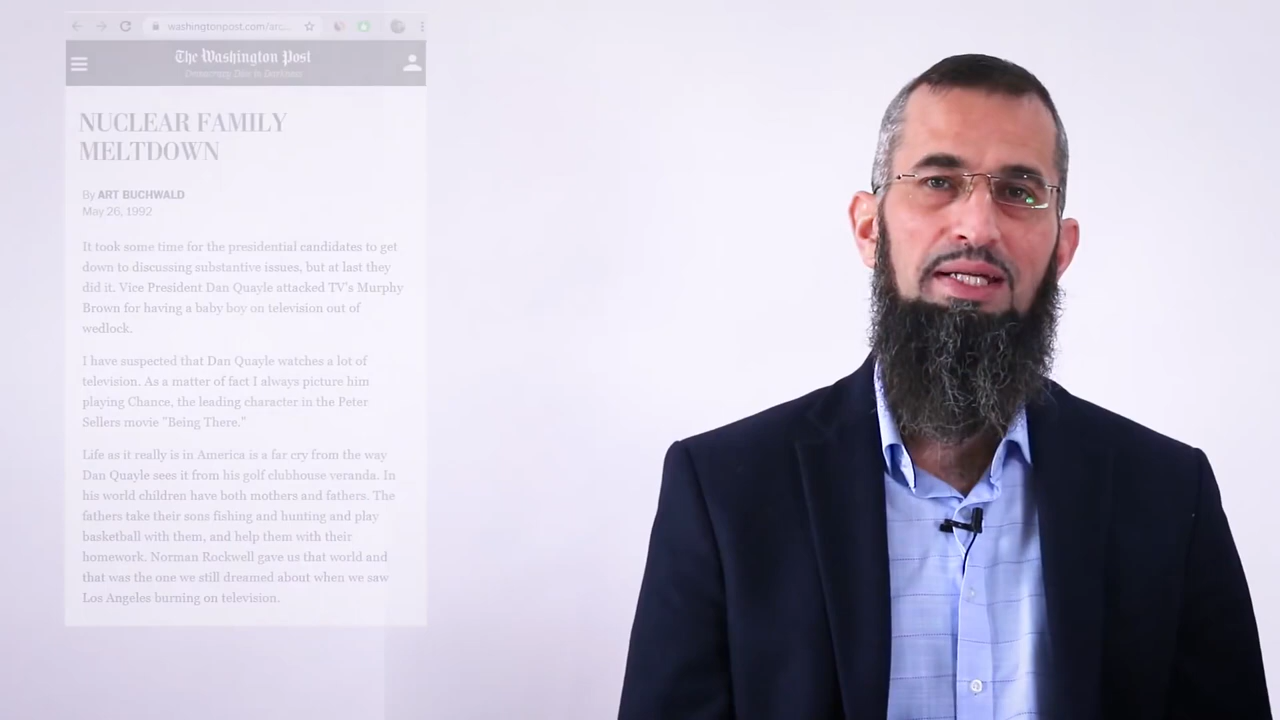 washingtonpost.com/arc...
The Washington Post
Democracy Dies in Darkness
NUCLEAR FAMILY
MELTDOWN
By ART BUCHWALD
May 26, 1992
It took some time for the presidential candidates to get
down to discussing substantive issues, but at last they
did it. Vice President Dan Quayle attacked TV's Murphy
Brown for having a baby boy on television out of
wedlock.
I have suspected that Dan Quayle watches a lot of
television. As a matter of fact I always picture him
playing Chance, the leading character in the Peter
Sellers movie "Being There."
Life as it really is in America is a far cry from the way
Dan Quayle sees it from his golf clubhouse veranda. In
his world children have both mothers and fathers. The
fathers take their sons fishing and hunting and play
basketball with them, and help them with their
homework. Norman Rockwell gave us that world and
that was the one we still dreamed about when we saw
Los Angeles burning on television.